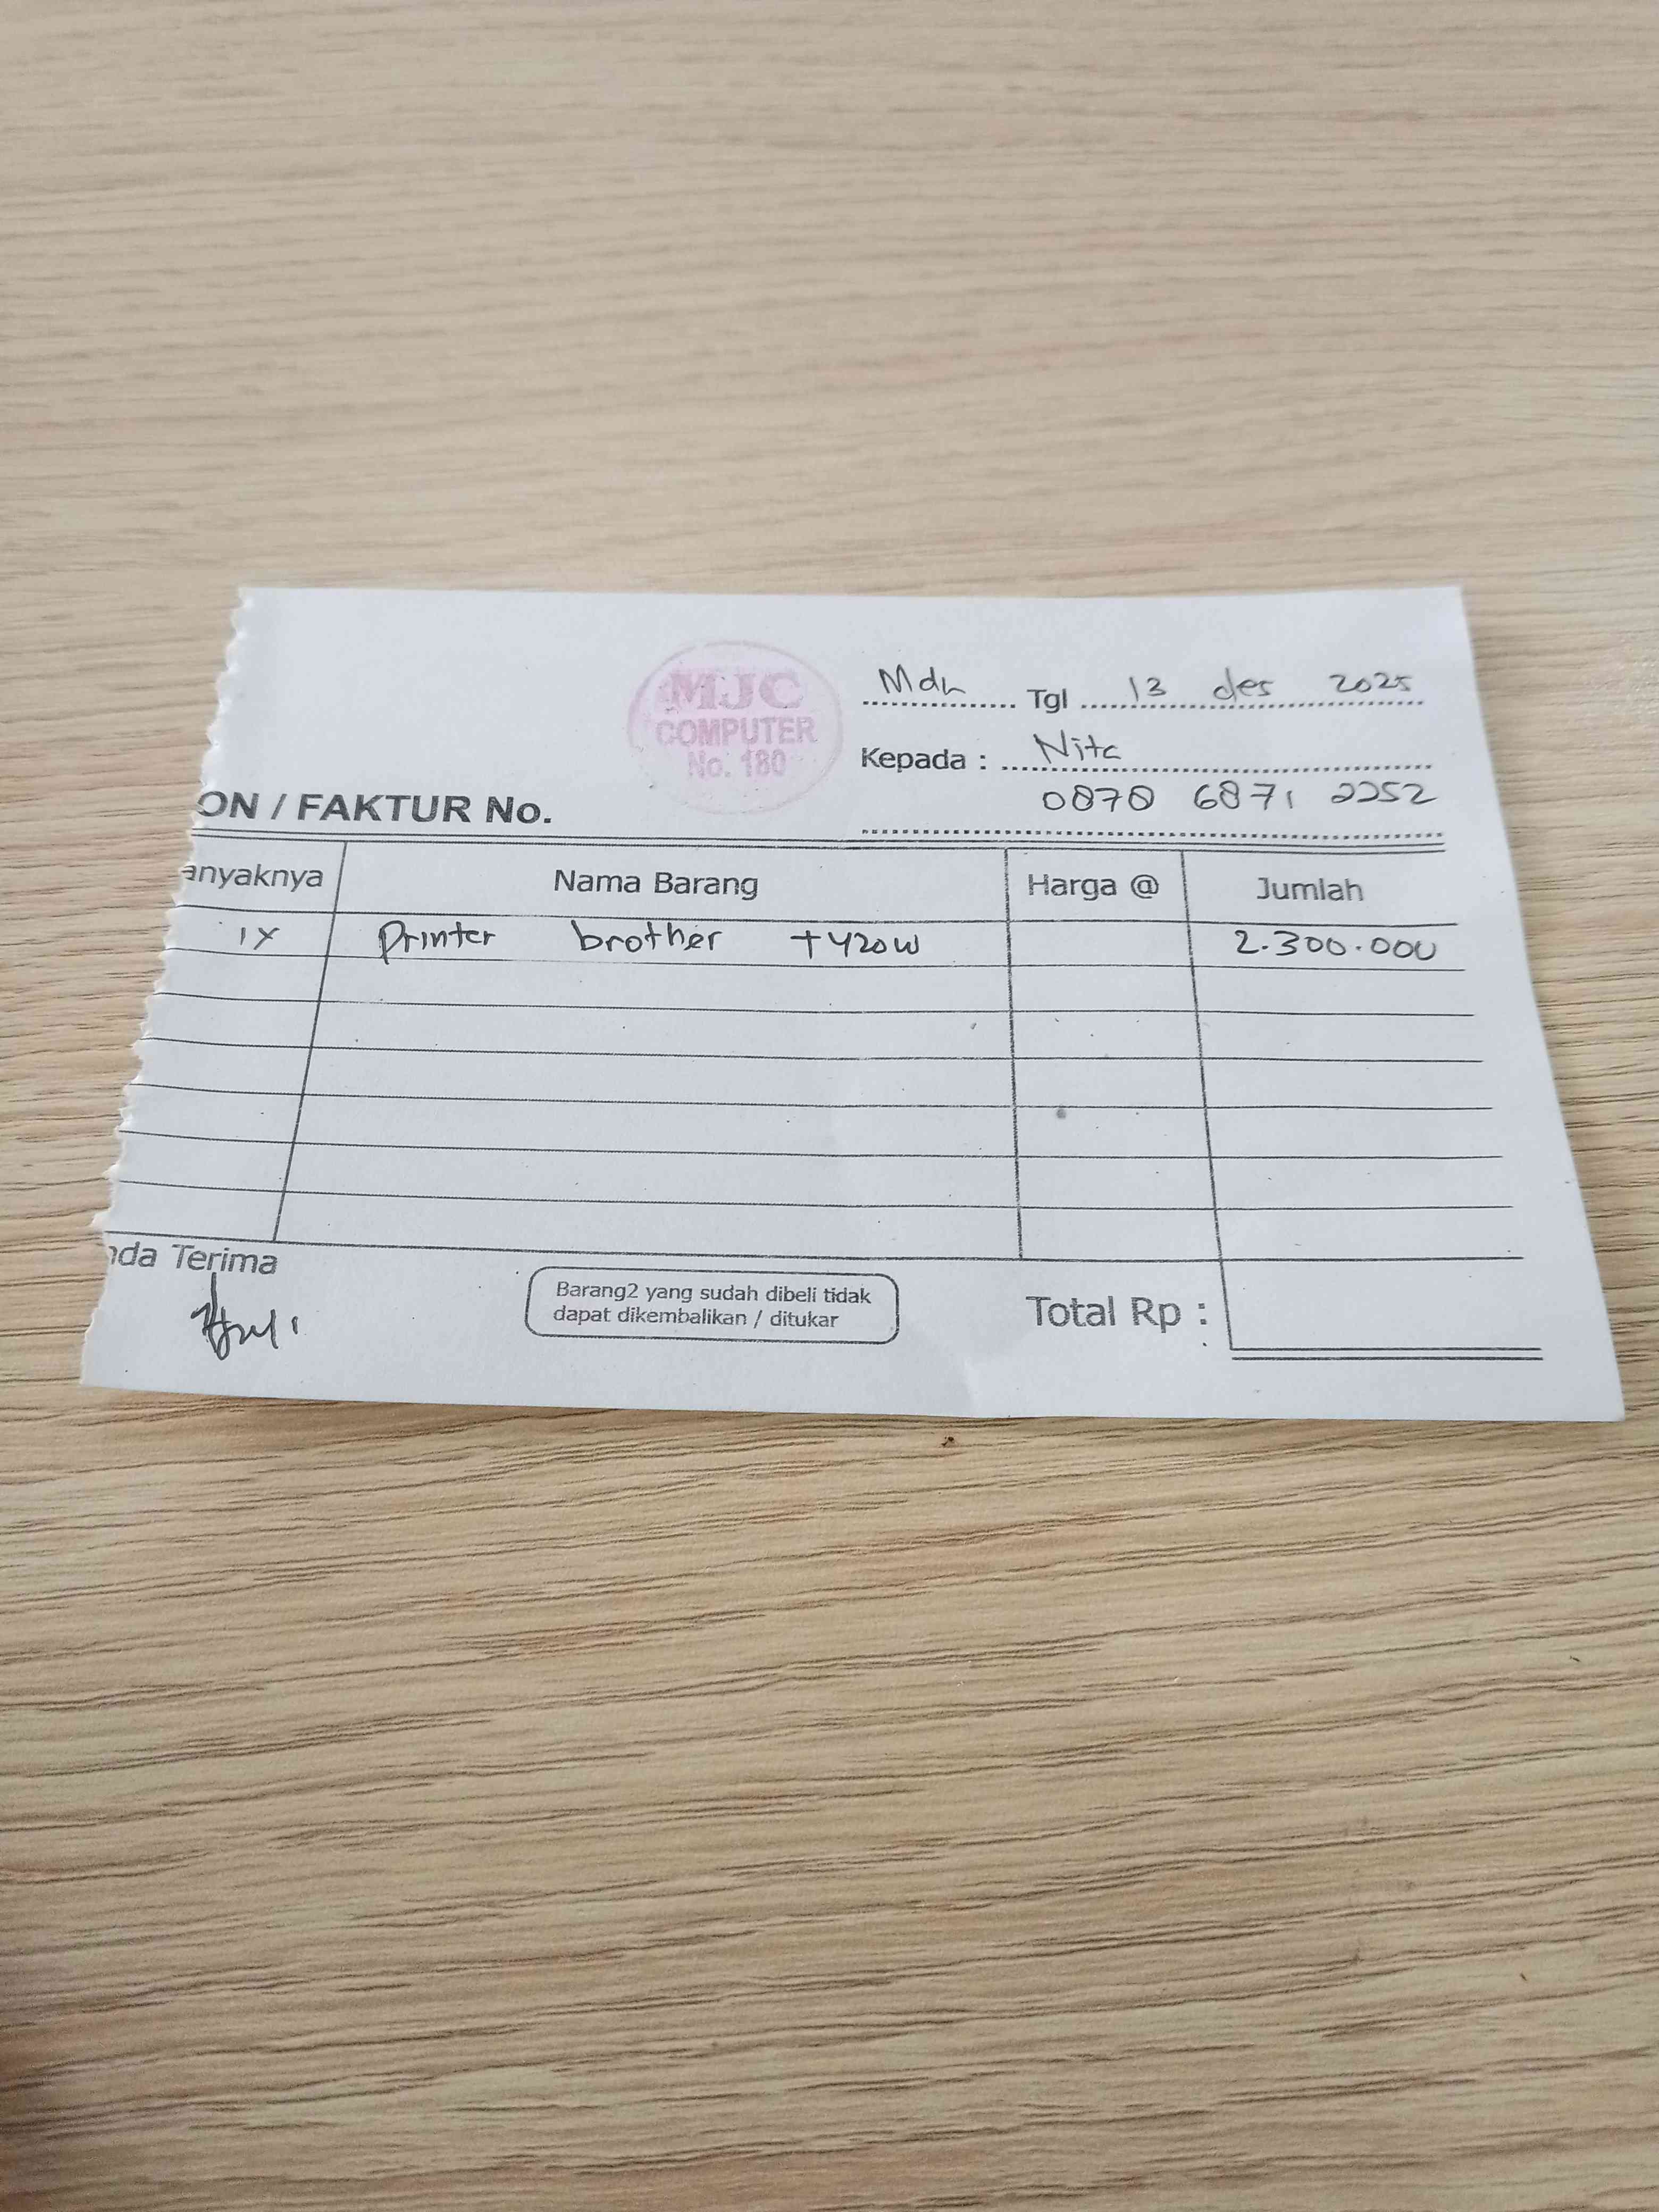 MJC
COMPUTER
No. 180
Mdn Tgl 13 des 2025
Kepada : Nita
0878 6871 2252
ON / FAKTUR No.
anyaknya Nama Barang Harga @ Jumlah
1x Printer brother T420W 2.300.000
nda Terima
Barang2 yang sudah dibeli tidak
dapat dikembalikan / ditukar
Total Rp :